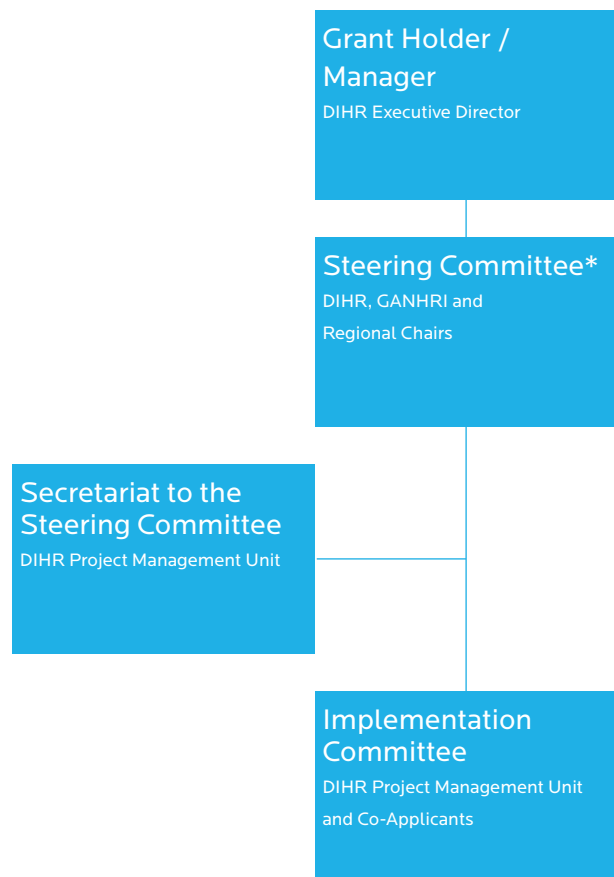 Grant Holder /
Manager
DIHR Executive Director
Steering Committee*
DIHR, GANHRI and
Regional Chairs
Secretariat to the
Steering Committee
DIHR Project Management Unit
Implementation
Committee
DIHR Project Management Unit
and Co-Applicants